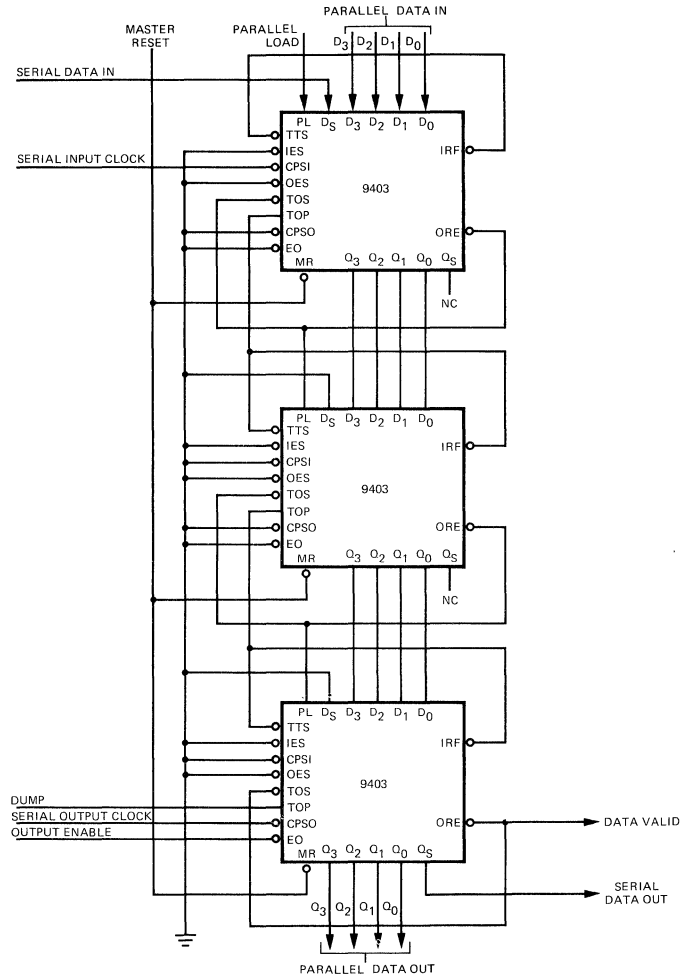 PARALLEL DATA IN
MASTER RESET
PARALLEL LOAD
D3 D2 D1 D0
SERIAL DATA IN
PL DS D3 D2 D1 D0
TTS
IES
IRF
SERIAL INPUT CLOCK
CPSI
OES
9403
TOS
TOP
CPSO
ORE
EO
MR Q3 Q2 Q1 Q0 QS
NC
PL DS D3 D2 D1 D0
TTS
IES
IRF
CPSI
OES
9403
TOS
TOP
CPSO
ORE
EO
MR Q3 Q2 Q1 Q0 QS
NC
PL DS D3 D2 D1 D0
TTS
IES
IRF
CPSI
OES
9403
TOS
DUMP
TOP
SERIAL OUTPUT CLOCK
CPSO
ORE
DATA VALID
OUTPUT ENABLE
EO
MR Q3 Q2 Q1 Q0 QS
SERIAL DATA OUT
Q3 Q2 Q1 Q0
PARALLEL DATA OUT